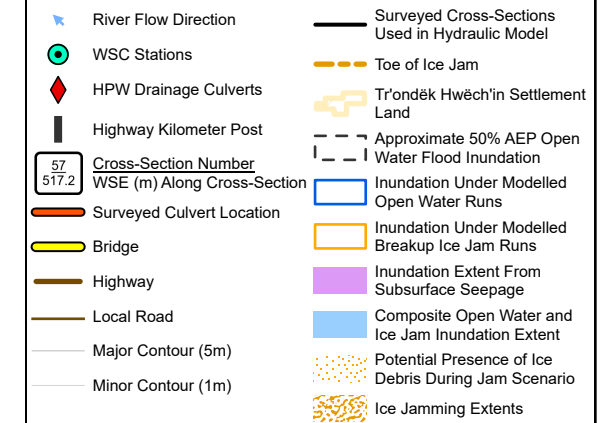 River Flow Direction
WSC Stations
HPW Drainage Culverts
Highway Kilometer Post
57
517.2
Cross-Section Number
WSE (m) Along Cross-Section
Surveyed Culvert Location
Bridge
Highway
Local Road
Major Contour (5m)
Minor Contour (1m)
Surveyed Cross-Sections
Used in Hydraulic Model
Toe of Ice Jam
Tr'ondëk Hwëch'in Settlement
Land
Approximate 50% AEP Open
Water Flood Inundation
Inundation Under Modelled
Open Water Runs
Inundation Under Modelled
Breakup Ice Jam Runs
Inundation Extent From
Subsurface Seepage
Composite Open Water and
Ice Jam Inundation Extent
Potential Presence of Ice
Debris During Jam Scenario
Ice Jamming Extents